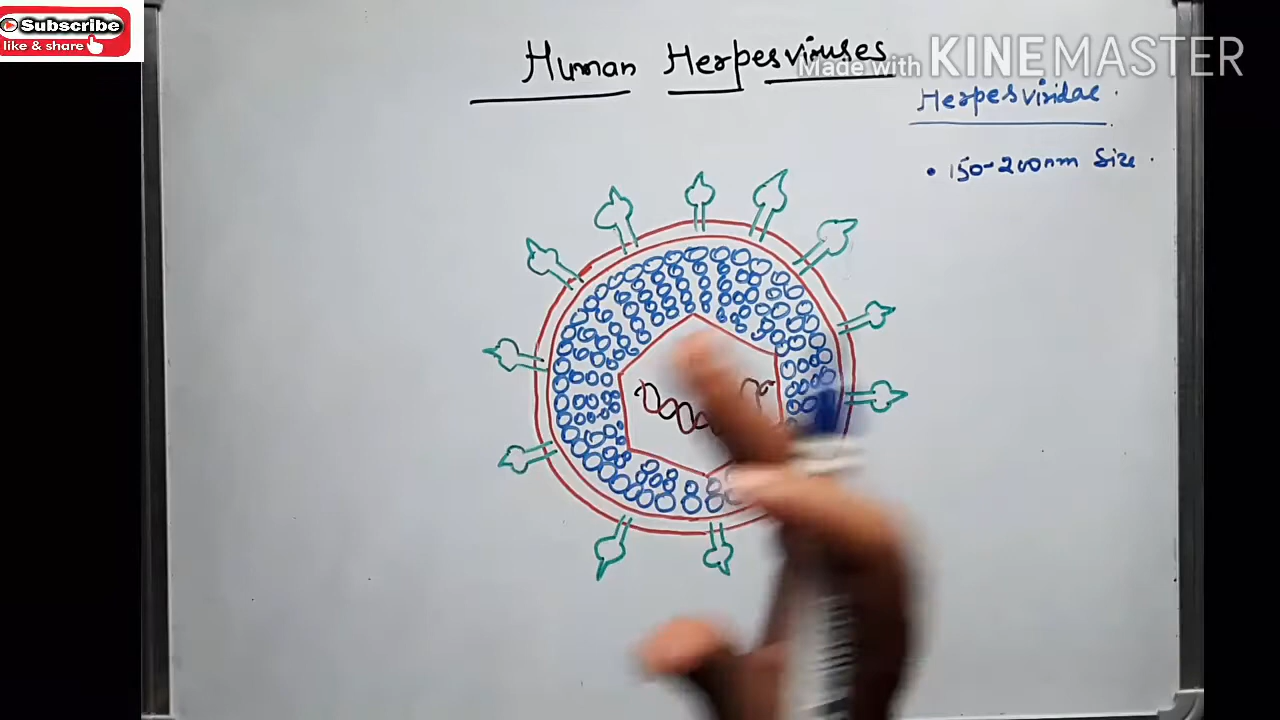 Subscribe
like & share
Human Herpesviruses
Made with KINEMASTER
Herpesviridae.
• 150-200nm Size.